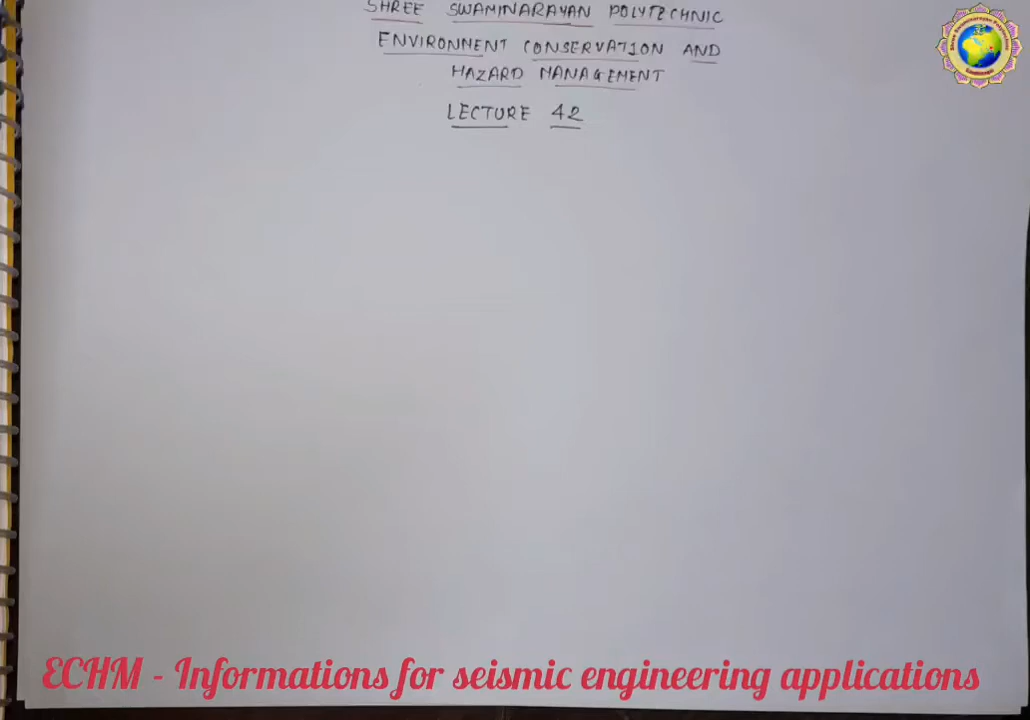 SHREE SWAMINARAYAN POLYTECHNIC
ENVIRONMENT CONSERVATION AND
HAZARD MANAGEMENT
LECTURE 42
ECHM - Informations for seismic engineering applications